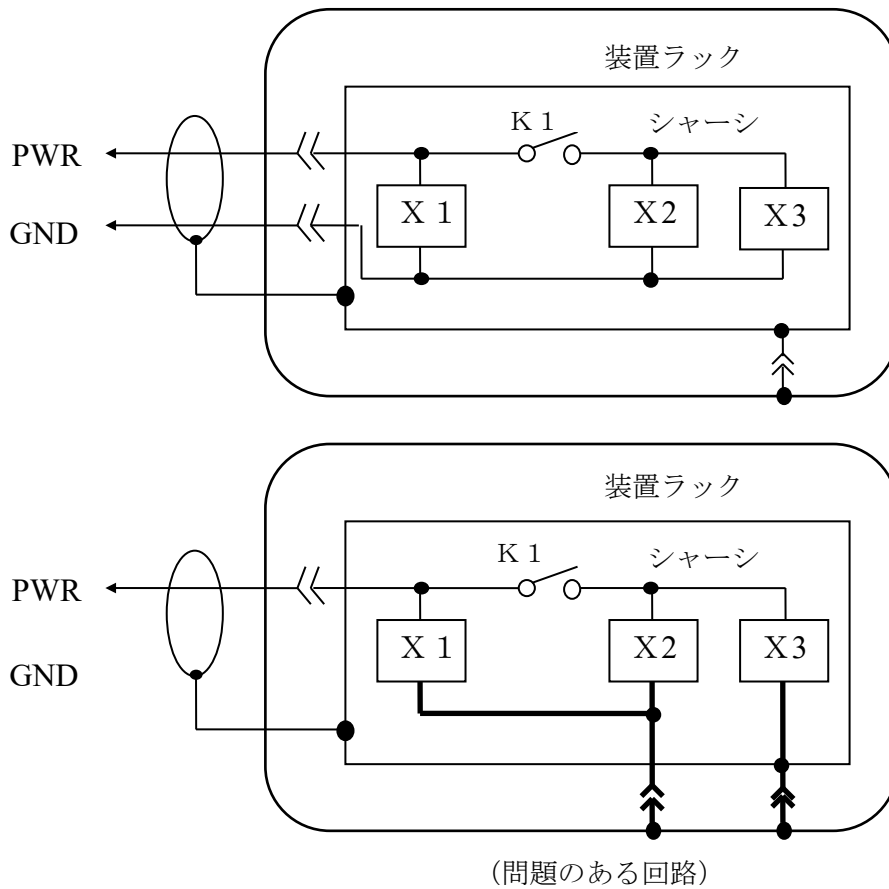 装置ラック
K1 シャーシ
PWR
X1 X2 X3
GND
装置ラック
K1 シャーシ
PWR
X1 X2 X3
GND
(問題のある回路)